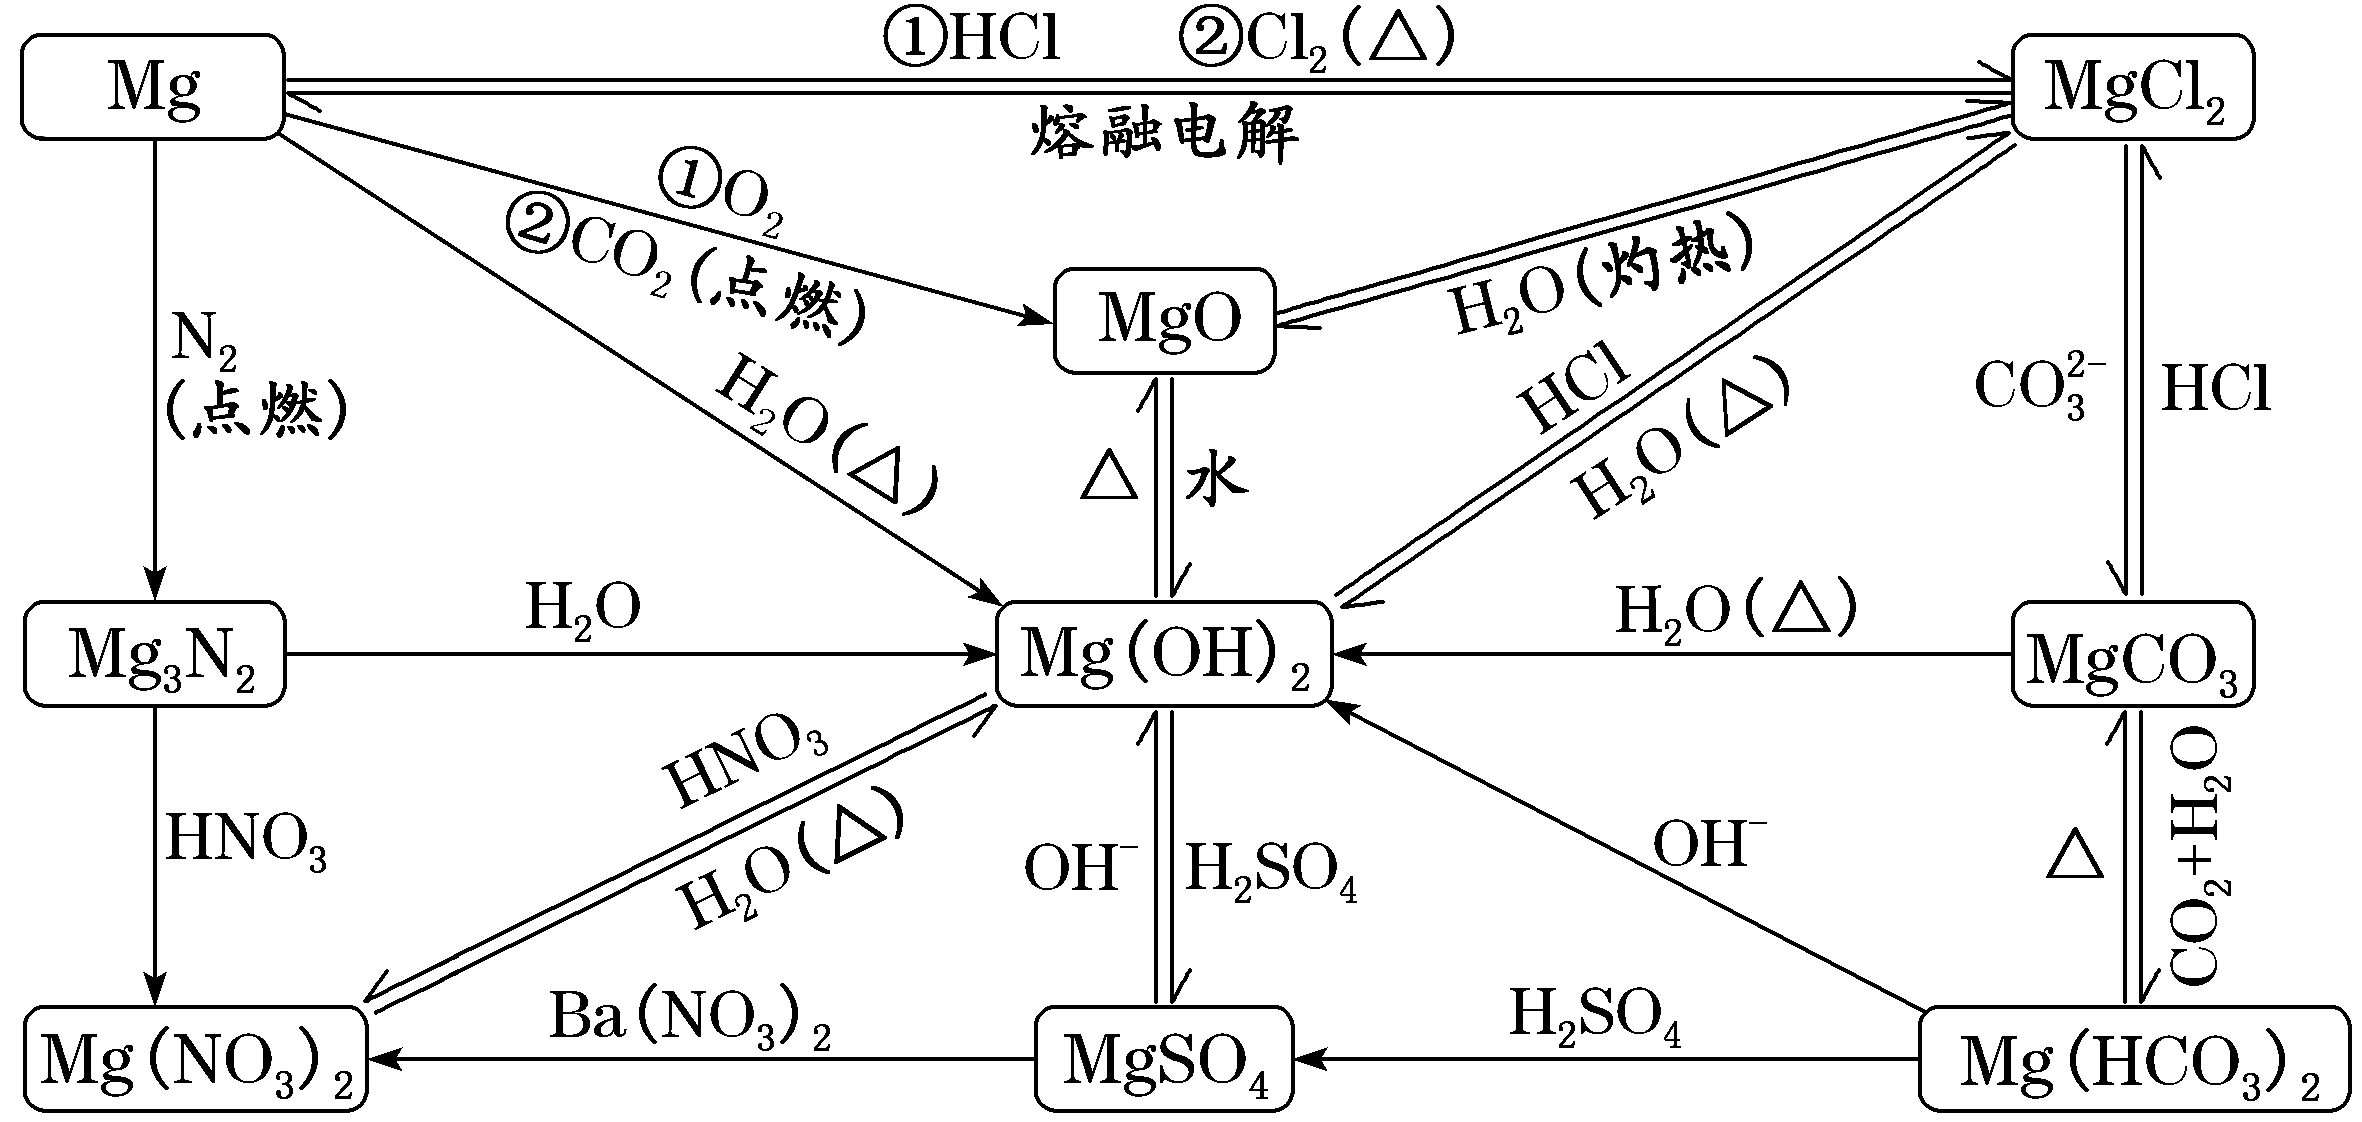 ①HCl ②Cl₂(△)
Mg
MgCl₂
熔融电解
①O₂
②CO₂(点燃)
H₂O(灼热)
MgO
N₂
(点燃)
H₂O(△)
HCl
H₂O(△)
CO₃²⁻
HCl
△
水
H₂O
H₂O(△)
Mg₃N₂
Mg(OH)₂
MgCO₃
HNO₃
HNO₃
H₂O(△)
OH⁻
H₂SO₄
OH⁻
△
CO₂+H₂O
Ba(NO₃)₂
H₂SO₄
Mg(NO₃)₂
MgSO₄
Mg(HCO₃)₂